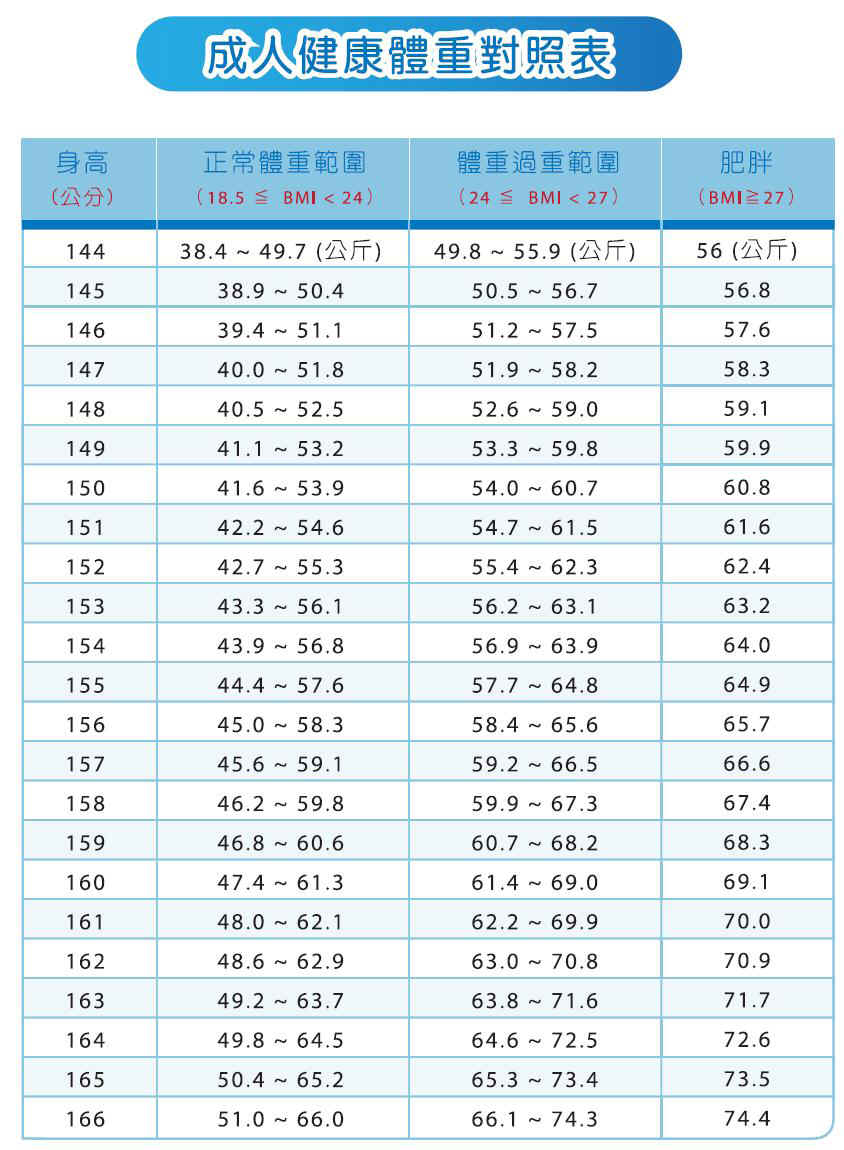 成人健康體重對照表
身高 正常體重範圍 體重過重範圍 肥胖
(公分) (18.5 ≦ BMI < 24) (24 ≦ BMI < 27) (BMI≧27)
144 38.4 ~ 49.7 (公斤) 49.8 ~ 55.9 (公斤) 56 (公斤)
145 38.9 ~ 50.4 50.5 ~ 56.7 56.8
146 39.4 ~ 51.1 51.2 ~ 57.5 57.6
147 40.0 ~ 51.8 51.9 ~ 58.2 58.3
148 40.5 ~ 52.5 52.6 ~ 59.0 59.1
149 41.1 ~ 53.2 53.3 ~ 59.8 59.9
150 41.6 ~ 53.9 54.0 ~ 60.7 60.8
151 42.2 ~ 54.6 54.7 ~ 61.5 61.6
152 42.7 ~ 55.3 55.4 ~ 62.3 62.4
153 43.3 ~ 56.1 56.2 ~ 63.1 63.2
154 43.9 ~ 56.8 56.9 ~ 63.9 64.0
155 44.4 ~ 57.6 57.7 ~ 64.8 64.9
156 45.0 ~ 58.3 58.4 ~ 65.6 65.7
157 45.6 ~ 59.1 59.2 ~ 66.5 66.6
158 46.2 ~ 59.8 59.9 ~ 67.3 67.4
159 46.8 ~ 60.6 60.7 ~ 68.2 68.3
160 47.4 ~ 61.3 61.4 ~ 69.0 69.1
161 48.0 ~ 62.1 62.2 ~ 69.9 70.0
162 48.6 ~ 62.9 63.0 ~ 70.8 70.9
163 49.2 ~ 63.7 63.8 ~ 71.6 71.7
164 49.8 ~ 64.5 64.6 ~ 72.5 72.6
165 50.4 ~ 65.2 65.3 ~ 73.4 73.5
166 51.0 ~ 66.0 66.1 ~ 74.3 74.4